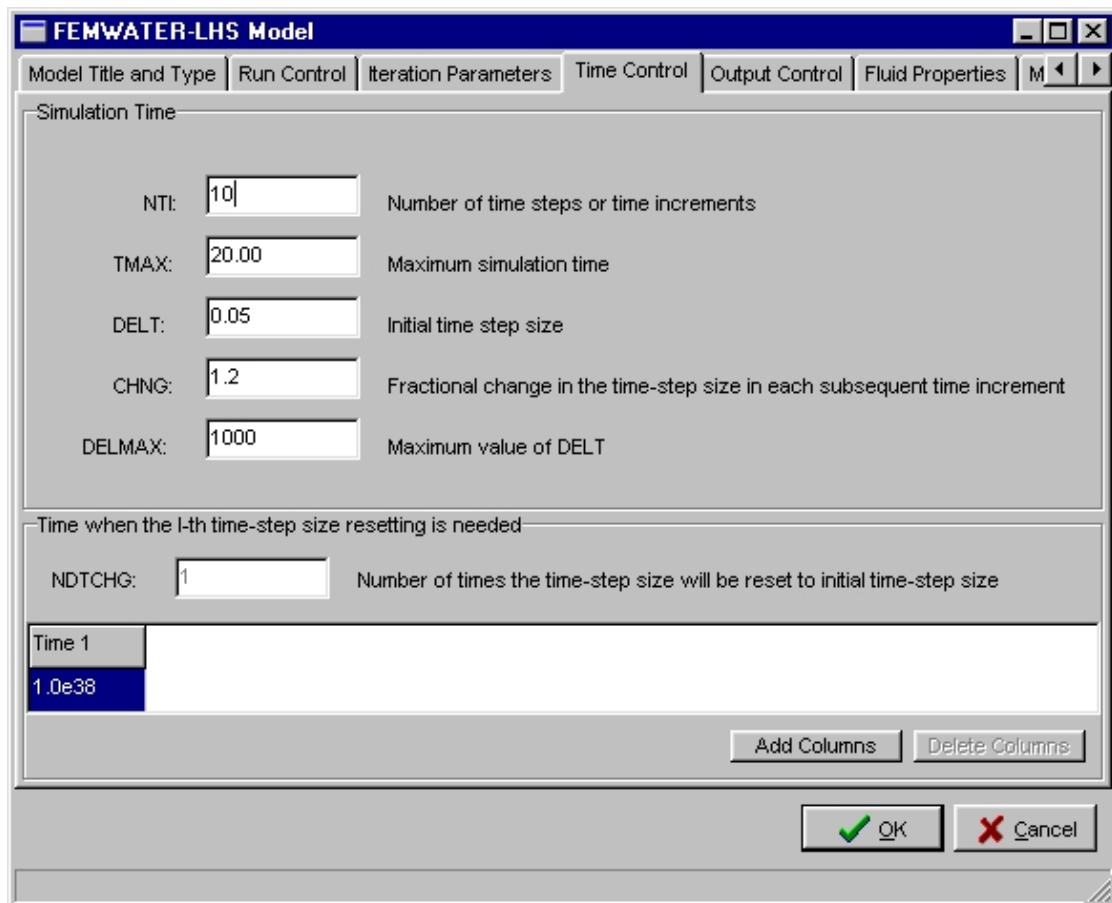 FEMWATER-LHS Model
Model Title and Type Run Control Iteration Parameters Time Control Output Control Fluid Properties M
Simulation Time
NTI: 10 Number of time steps or time increments
TMAX: 20.00 Maximum simulation time
DELT: 0.05 Initial time step size
CHNG: 1.2 Fractional change in the time-step size in each subsequent time increment
DELMAX: 1000 Maximum value of DELT
Time when the I-th time-step size resetting is needed
NDTCHG: 1 Number of times the time-step size will be reset to initial time-step size
Time 1
1.0e38
Add Columns Delete Columns
OK Cancel